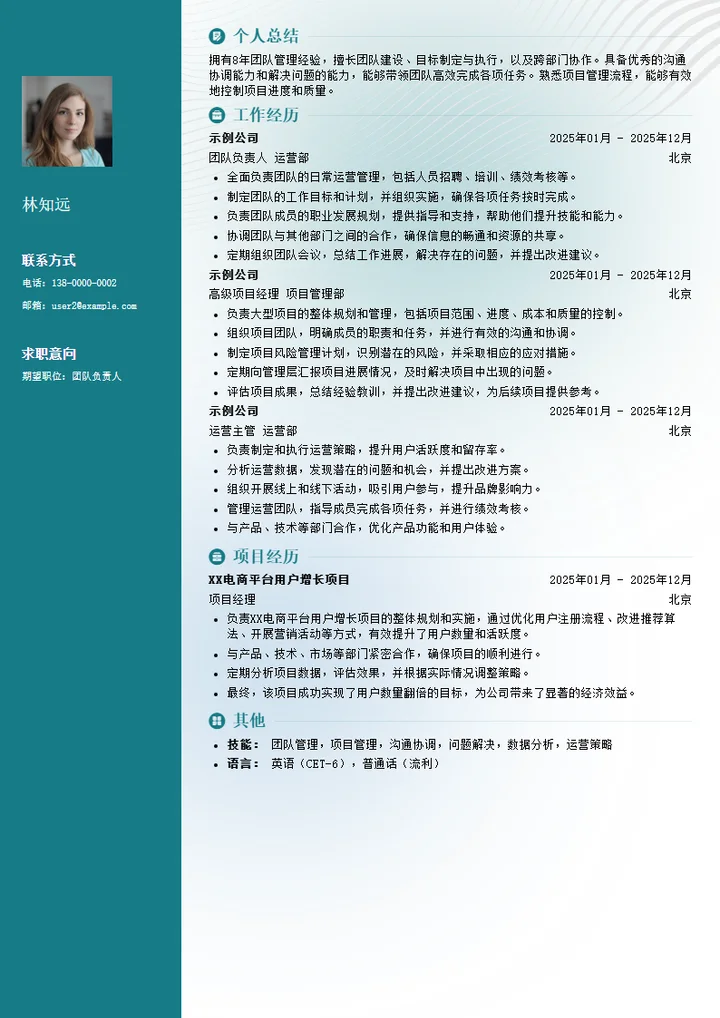 林知远
联系方式
电话：138-0000-0002
邮箱：user2@example.com
求职意向
期望职位：团队负责人
个人总结
拥有8年团队管理经验，擅长团队建设、目标制定与执行，以及跨部门协作。具备优秀的沟通
协调能力和解决问题的能力，能够带领团队高效完成各项任务。熟悉项目管理流程，能够有效
地控制项目进度和质量。
工作经历
示例公司 2025年01月 - 2025年12月
团队负责人 运营部 北京
• 全面负责团队的日常运营管理，包括人员招聘、培训、绩效考核等。
• 制定团队的工作目标和计划，并组织实施，确保各项任务按时完成。
• 负责团队成员的职业发展规划，提供指导和支持，帮助他们提升技能和能力。
• 协调团队与其他部门之间的合作，确保信息的畅通和资源的共享。
• 定期组织团队会议，总结工作进展，解决存在的问题，并提出改进建议。
示例公司 2025年01月 - 2025年12月
高级项目经理 项目管理部 北京
• 负责大型项目的整体规划和管理，包括项目范围、进度、成本和质量的控制。
• 组织项目团队，明确成员的职责和任务，并进行有效的沟通和协调。
• 制定项目风险管理计划，识别潜在的风险，并采取相应的应对措施。
• 定期向管理层汇报项目进展情况，及时解决项目中出现的问题。
• 评估项目成果，总结经验教训，并提出改进建议，为后续项目提供参考。
示例公司 2025年01月 - 2025年12月
运营主管 运营部 北京
• 负责制定和执行运营策略，提升用户活跃度和留存率。
• 分析运营数据，发现潜在的问题和机会，并提出改进方案。
• 组织开展线上和线下活动，吸引用户参与，提升品牌影响力。
• 管理运营团队，指导成员完成各项任务，并进行绩效考核。
• 与产品、技术等部门合作，优化产品功能和用户体验。
项目经历
XX电商平台用户增长项目 2025年01月 - 2025年12月
项目经理 北京
• 负责XX电商平台用户增长项目的整体规划和实施，通过优化用户注册流程、改进推荐算
法、开展营销活动等方式，有效提升了用户数量和活跃度。
• 与产品、技术、市场等部门紧密合作，确保项目的顺利进行。
• 定期分析项目数据，评估效果，并根据实际情况调整策略。
• 最终，该项目成功实现了用户数量翻倍的目标，为公司带来了显著的经济效益。
其他
• 技能： 团队管理，项目管理，沟通协调，问题解决，数据分析，运营策略
• 语言： 英语（CET-6），普通话（流利）